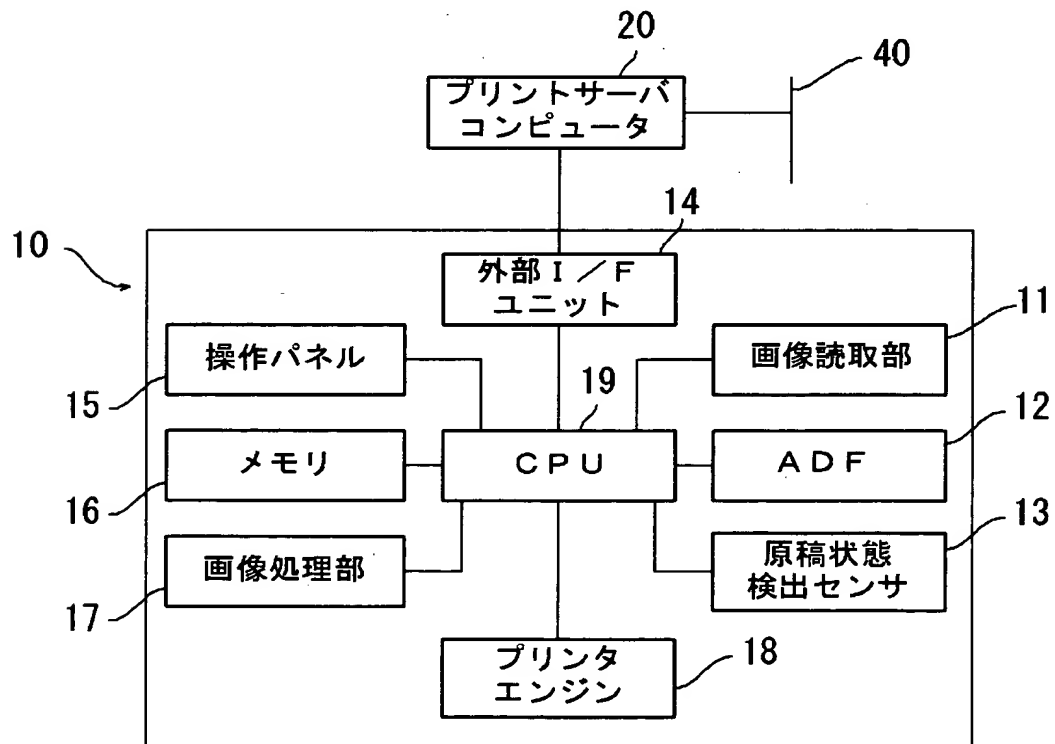 20
40
プリントサーバ
コンピュータ
14
10
外部Ⅰ/F
ユニット
11
操作パネル
画像読取部
15
19
12
メモリ
CPU
ADF
16
13
画像処理部
原稿状態
検出センサ
17
プリンタ
エンジン
18